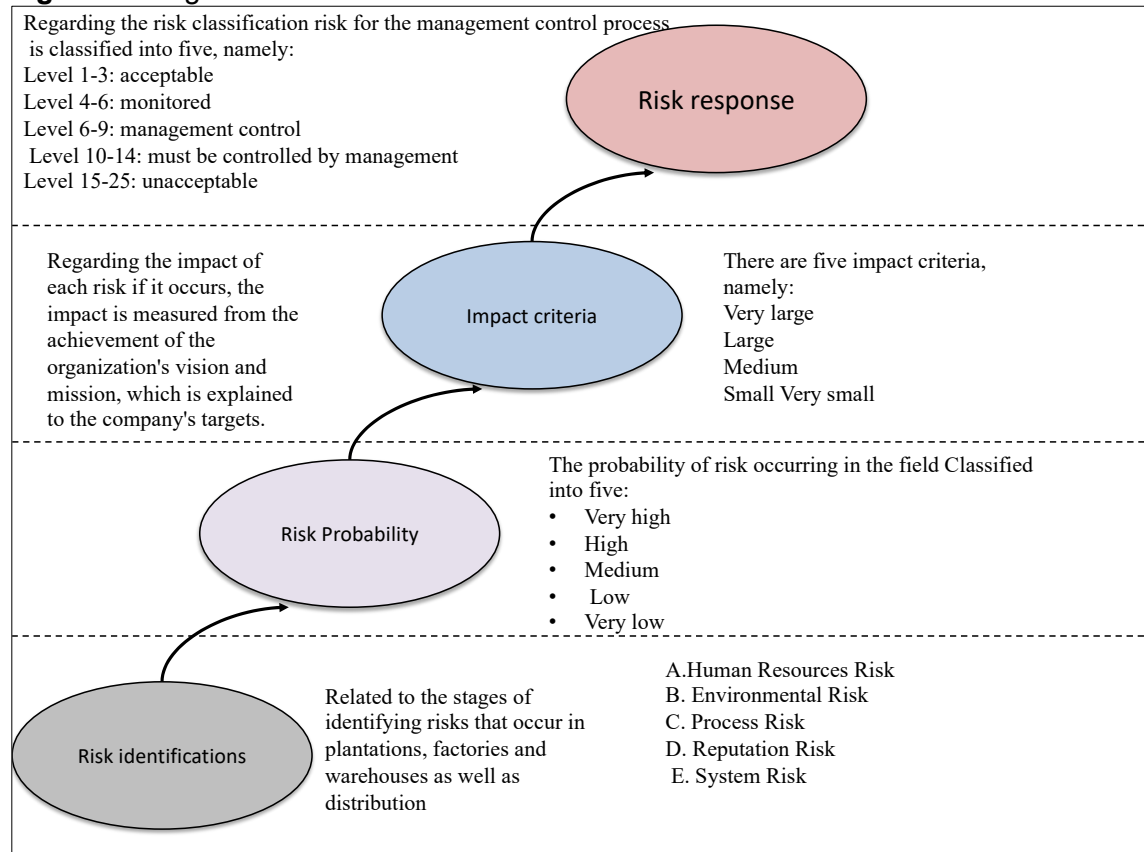 Regarding the risk classification risk for the management control process
is classified into five, namely:
Level 1-3: acceptable
Level 4-6: monitored
Level 6-9: management control
Level 10-14: must be controlled by management
Level 15-25: unacceptable
Risk response
Regarding the impact of
each risk if it occurs, the
impact is measured from the
achievement of the
organization's vision and
mission, which is explained
to the company's targets.
Impact criteria
There are five impact criteria,
namely:
Very large
Large
Medium
Small Very small
Risk Probability
The probability of risk occurring in the field Classified
into five:
• Very high
• High
• Medium
• Low
• Very low
Risk identifications
Related to the stages of
identifying risks that occur in
plantations, factories and
warehouses as well as
distribution
A.Human Resources Risk
B. Environmental Risk
C. Process Risk
D. Reputation Risk
E. System Risk